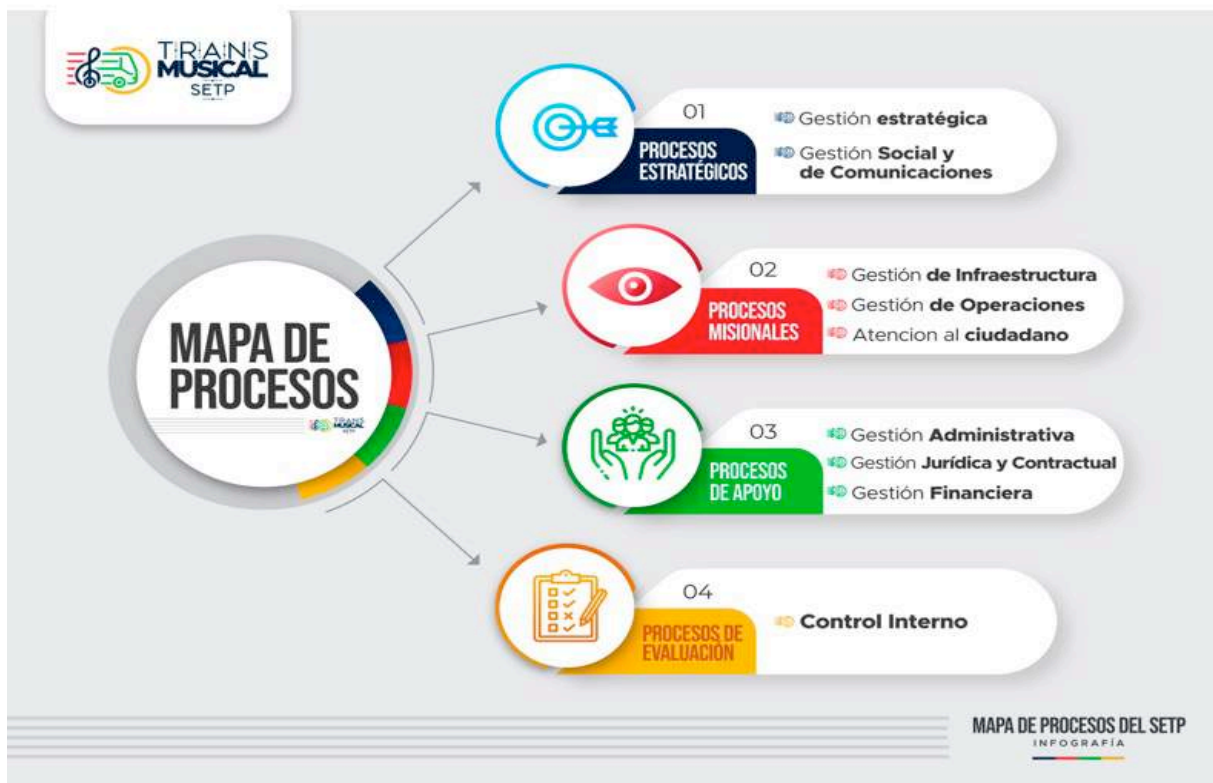 TRANS
MUSICAL
SETP
MAPA DE
PROCESOS
TRANS
MUSICAL
SETP
01
PROCESOS
ESTRATÉGICOS
Gestión estratégica
Gestión Social y
de Comunicaciones
02
PROCESOS
MISIONALES
Gestión de Infraestructura
Gestión de Operaciones
Atencion al ciudadano
03
PROCESOS
DE APOYO
Gestión Administrativa
Gestión Jurídica y Contractual
Gestión Financiera
04
PROCESOS DE
EVALUACIÓN
Control Interno
MAPA DE PROCESOS DEL SETP
INFOGRAFÍA